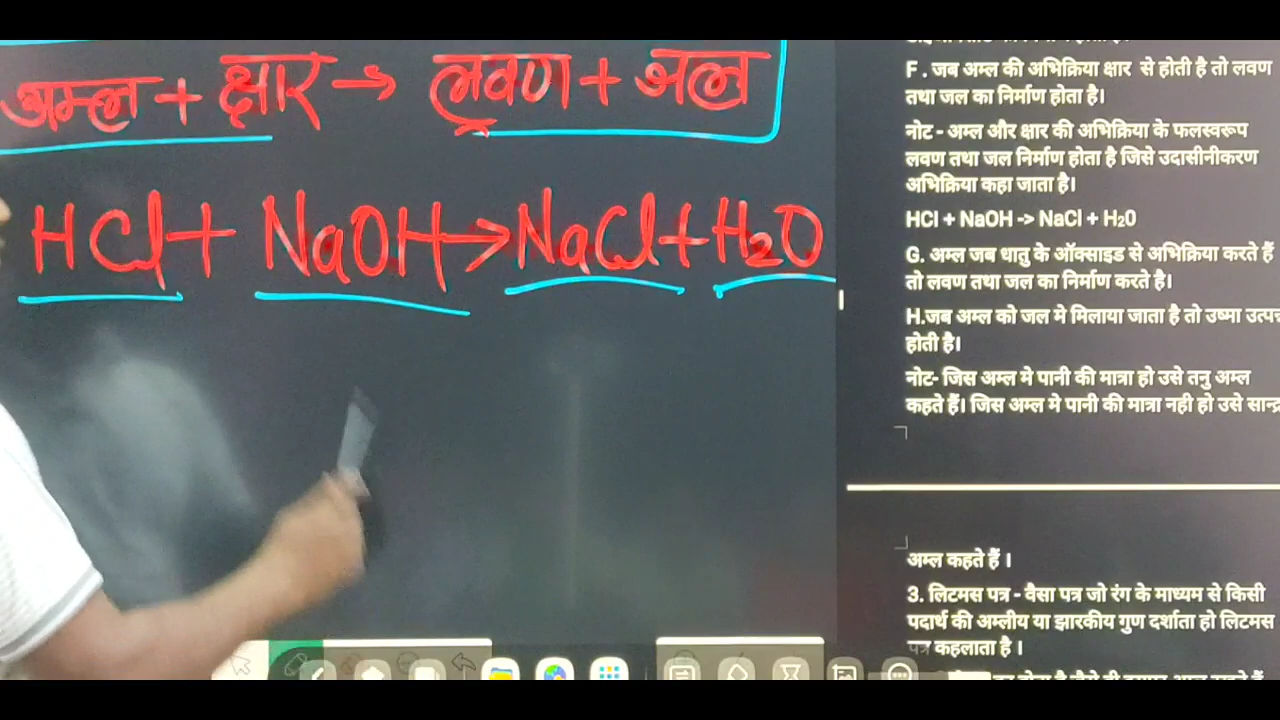 अम्ल + क्षार → लवण + जल
HCl + NaOH → NaCl + H₂O
F . जब अम्ल की अभिक्रिया क्षार से होती है तो लवण
तथा जल का निर्माण होता है।
नोट - अम्ल और क्षार की अभिक्रिया के फलस्वरूप
लवण तथा जल निर्माण होता है जिसे उदासीनीकरण
अभिक्रिया कहा जाता है।
HCl + NaOH -> NaCl + H₂0
G. अम्ल जब धातु के ऑक्साइड से अभिक्रिया करते हैं
तो लवण तथा जल का निर्माण करते है।
H.जब अम्ल को जल मे मिलाया जाता है तो उष्मा उत्पन्न
होती है।
नोट- जिस अम्ल मे पानी की मात्रा हो उसे तनु अम्ल
कहते हैं। जिस अम्ल मे पानी की मात्रा नही हो उसे सान्द्र
अम्ल कहते हैं ।
3. लिटमस पत्र - वैसा पत्र जो रंग के माध्यम से किसी
पदार्थ की अम्लीय या झारकीय गुण दर्शाता हो लिटमस
पत्र कहलाता है ।